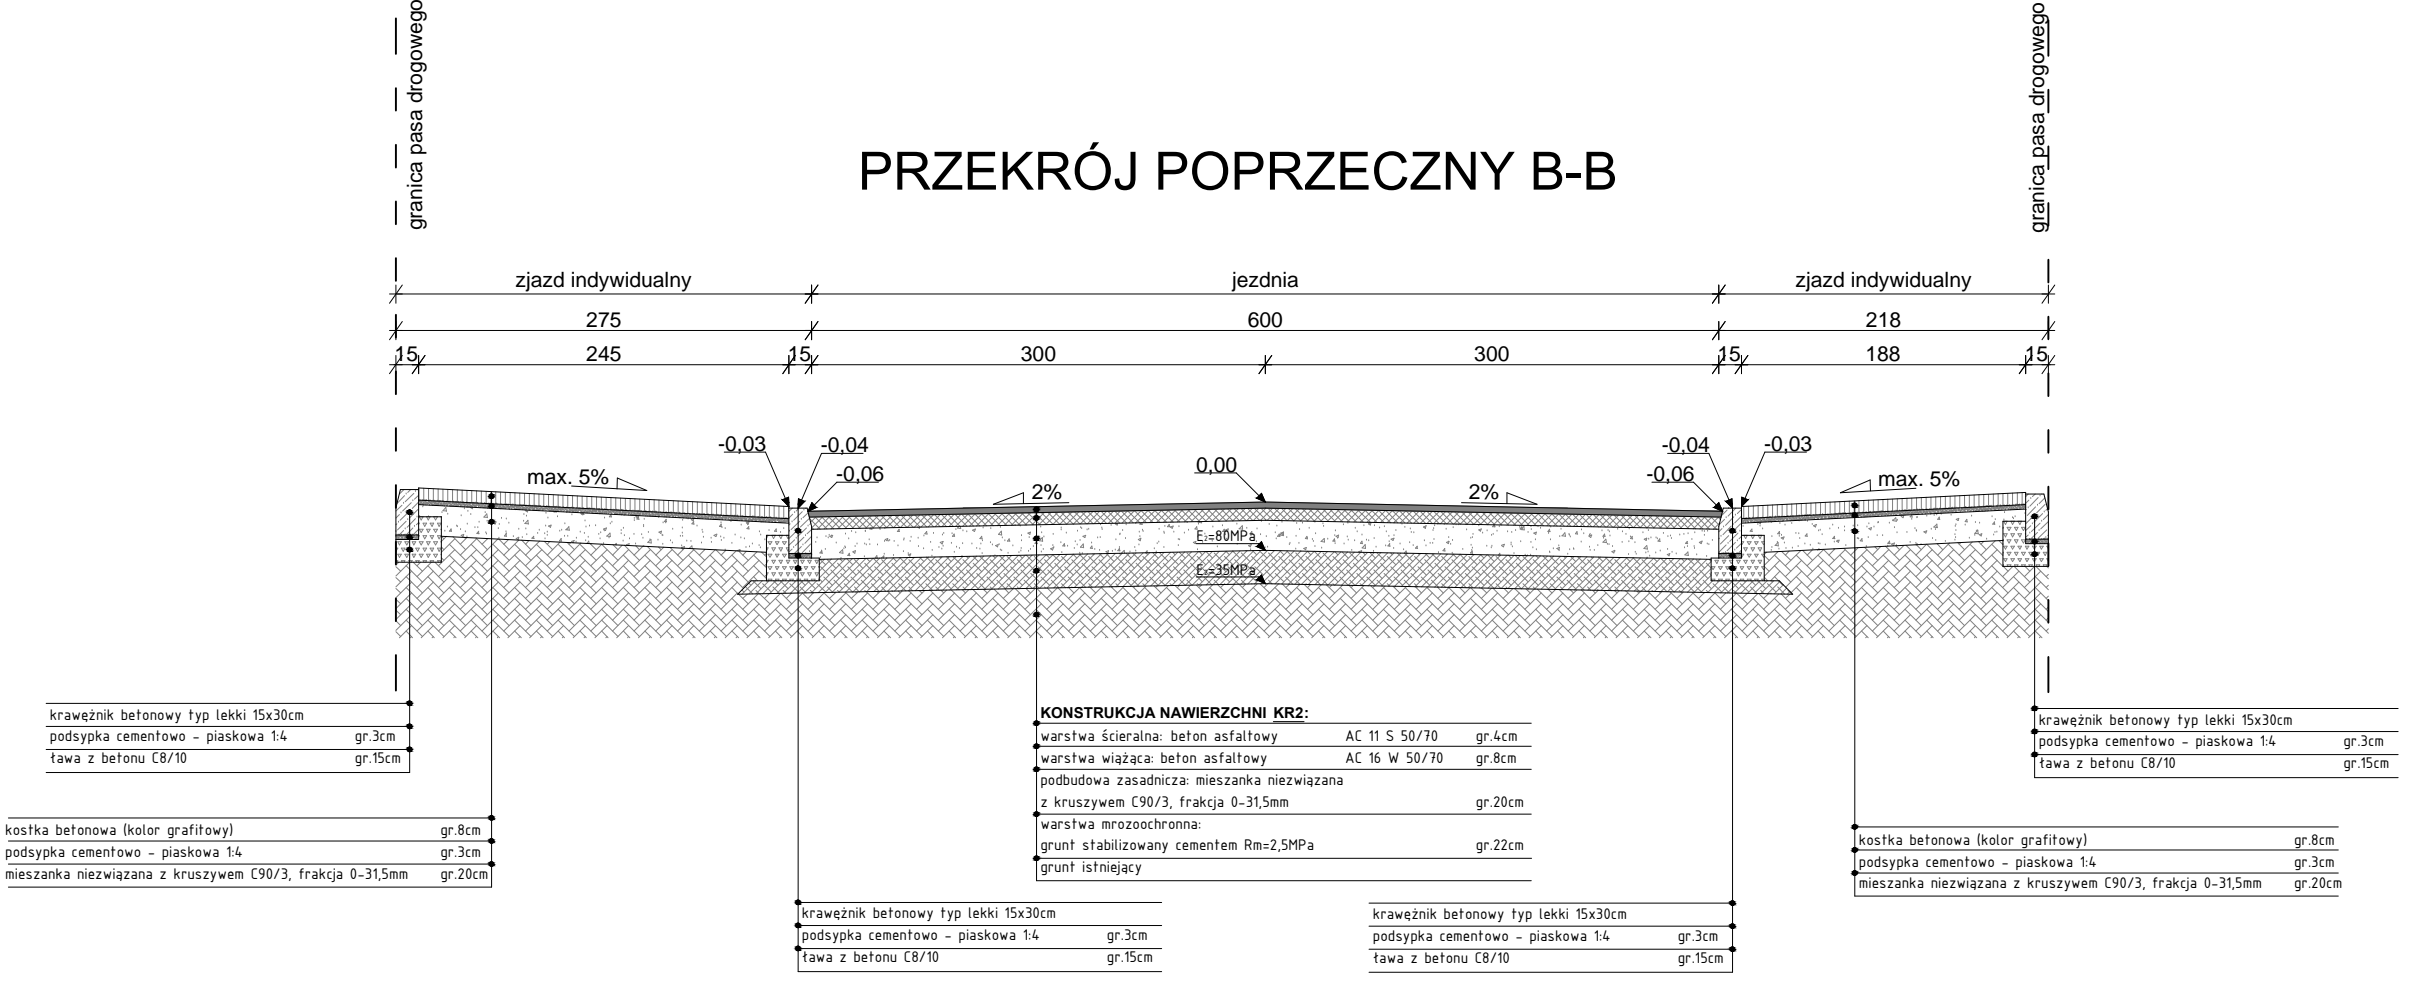 granica pasa drogowego
granica pasa drogowego
PRZEKRÓJ POPRZECZNY B-B
zjazd indywidualny jezdnia zjazd indywidualny
275 600 218
15 245 15 300 300 15 188 15
-0,03 -0,04 -0,04 -0,03
max. 5% -0,06 0,00 -0,06 max. 5%
2% 2%
E₂=80MPa
E₂=35MPa
krawężnik betonowy typ lekki 15x30cm
podsypka cementowo - piaskowa 1:4 gr.3cm
ława z betonu C8/10 gr.15cm
kostka betonowa (kolor grafitowy) gr.8cm
podsypka cementowo - piaskowa 1:4 gr.3cm
mieszanka niezwiązana z kruszywem C90/3, frakcja 0-31,5mm gr.20cm
krawężnik betonowy typ lekki 15x30cm
podsypka cementowo - piaskowa 1:4 gr.3cm
ława z betonu C8/10 gr.15cm
KONSTRUKCJA NAWIERZCHNI KR2:
warstwa ścieralna: beton asfaltowy AC 11 S 50/70 gr.4cm
warstwa wiążąca: beton asfaltowy AC 16 W 50/70 gr.8cm
podbudowa zasadnicza: mieszanka niezwiązana
z kruszywem C90/3, frakcja 0-31,5mm gr.20cm
warstwa mrozoochronna:
grunt stabilizowany cementem Rm=2,5MPa gr.22cm
grunt istniejący
krawężnik betonowy typ lekki 15x30cm
podsypka cementowo - piaskowa 1:4 gr.3cm
ława z betonu C8/10 gr.15cm
krawężnik betonowy typ lekki 15x30cm
podsypka cementowo - piaskowa 1:4 gr.3cm
ława z betonu C8/10 gr.15cm
kostka betonowa (kolor grafitowy) gr.8cm
podsypka cementowo - piaskowa 1:4 gr.3cm
mieszanka niezwiązana z kruszywem C90/3, frakcja 0-31,5mm gr.20cm